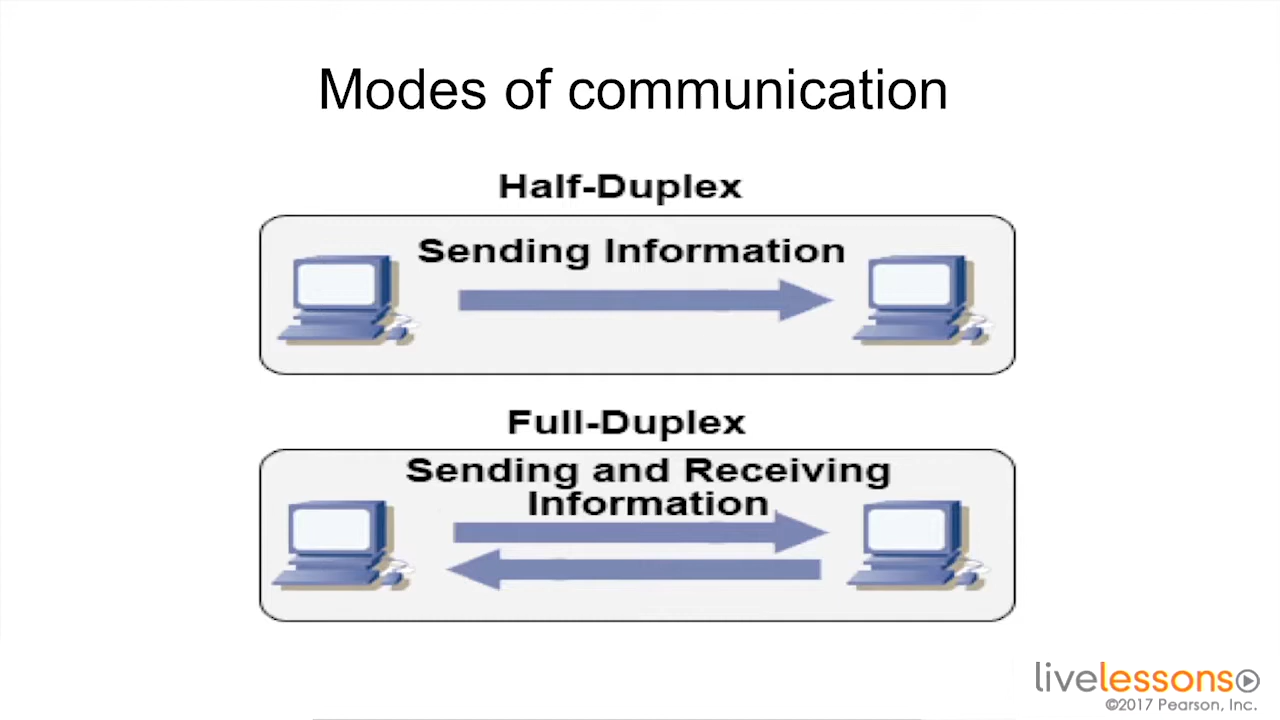 Modes of communication
Half-Duplex
Sending Information
Full-Duplex
Sending and Receiving
Information
livelessons
©2017 Pearson, Inc.